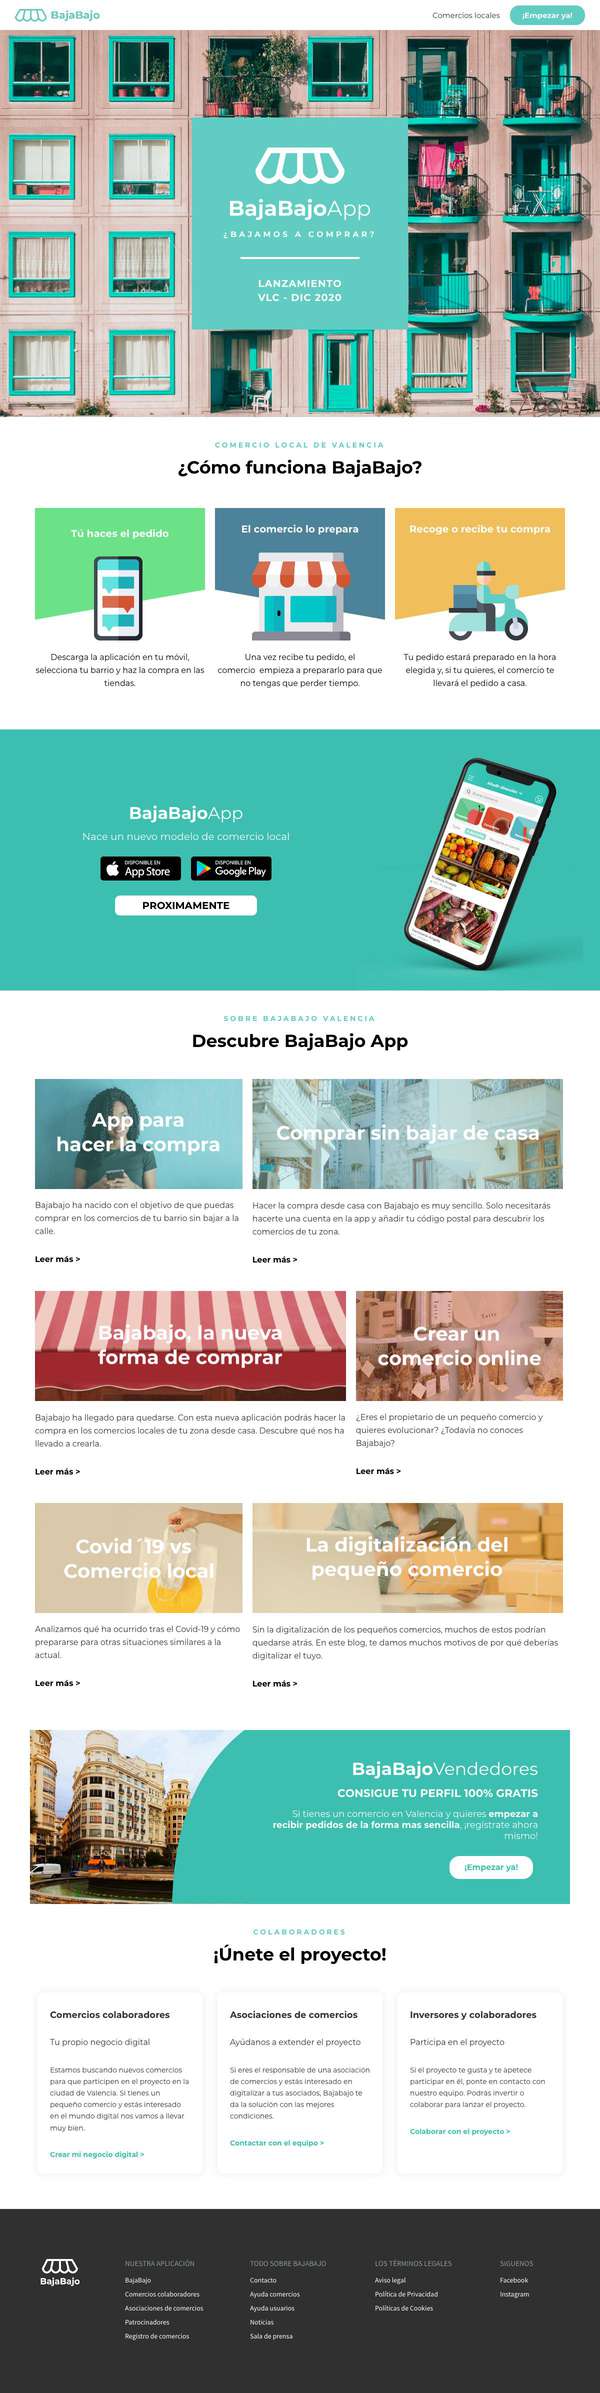 BajaBajo
Comercios locales
¡Empezar ya!
BajaBajoApp
¿BAJAMOS A COMPRAR?
LANZAMIENTO
VLC - DIC 2020
COMERCIO LOCAL DE VALENCIA
¿Cómo funciona BajaBajo?
Tú haces el pedido
El comercio lo prepara
Recoge o recibe tu compra
Descarga la aplicación en tu móvil,
selecciona tu barrio y haz la compra en las
tiendas.
Una vez recibe tu pedido, el
comercio empieza a prepararlo para que
no tengas que perder tiempo.
Tu pedido estará preparado en la hora
elegida y, si tu quieres, el comercio te
llevará el pedido a casa.
BajaBajoApp
Nace un nuevo modelo de comercio local
DISPONIBLE EN
App Store
DISPONIBLE EN
Google Play
PROXIMAMENTE
SOBRE BAJABAJO VALENCIA
Descubre BajaBajo App
App para
hacer la compra
Comprar sin bajar de casa
Bajabajo ha nacido con el objetivo de que puedas
comprar en los comercios de tu barrio sin bajar a la
calle.
Leer más >
Hacer la compra desde casa con Bajabajo es muy sencillo. Solo necesitarás
hacerte una cuenta en la app y añadir tu código postal para descubrir los
comercios de tu zona.
Leer más >
Bajabajo, la nueva
forma de comprar
Crear un
comercio online
Bajabajo ha llegado para quedarse. Con esta nueva aplicación podrás hacer la
compra en los comercios locales de tu zona desde casa. Descubre qué nos ha
llevado a crearla.
Leer más >
¿Eres el propietario de un pequeño comercio y
quieres evolucionar? ¿Todavía no conoces
Bajabajo?
Leer más >
Covid´19 vs
Comercio local
La digitalización del
pequeño comercio
Analizamos qué ha ocurrido tras el Covid-19 y cómo
prepararse para otras situaciones similares a la
actual.
Leer más >
Sin la digitalización de los pequeños comercios, muchos de estos podrían
quedarse atrás. En este blog, te damos muchos motivos de por qué deberías
digitalizar el tuyo.
Leer más >
BajaBajoVendedores
CONSIGUE TU PERFIL 100% GRATIS
Si tienes un comercio en Valencia y quieres empezar a
recibir pedidos de la forma mas sencilla, ¡regístrate ahora
mismo!
¡Empezar ya!
COLABORADORES
¡Únete el proyecto!
Comercios colaboradores
Tu propio negocio digital
Estamos buscando nuevos comercios
para que participen en el proyecto en la
ciudad de Valencia. Si tienes un
pequeño comercio y estás interesado
en el mundo digital nos vamos a llevar
muy bien.
Crear mi negocio digital >
Asociaciones de comercios
Ayúdanos a extender el proyecto
Si eres el responsable de una asociación
de comercios y estás interesado en
digitalizar a tus asociados, Bajabajo te
da la solución con las mejores
condiciones.
Contactar con el equipo >
Inversores y colaboradores
Participa en el proyecto
Si el proyecto te gusta y te apetece
participar en él, ponte en contacto con
nuestro equipo. Podrás invertir o
colaborar para lanzar el proyecto.
Colaborar con el proyecto >
BajaBajo
NUESTRA APLICACIÓN
BajaBajo
Comercios colaboradores
Asociaciones de comercios
Patrocinadores
Registro de comercios
TODO SOBRE BAJABAJO
Contacto
Ayuda comercios
Ayuda usuarios
Noticias
Sala de prensa
LOS TÉRMINOS LEGALES
Aviso legal
Política de Privacidad
Políticas de Cookies
SIGUENOS
Facebook
Instagram